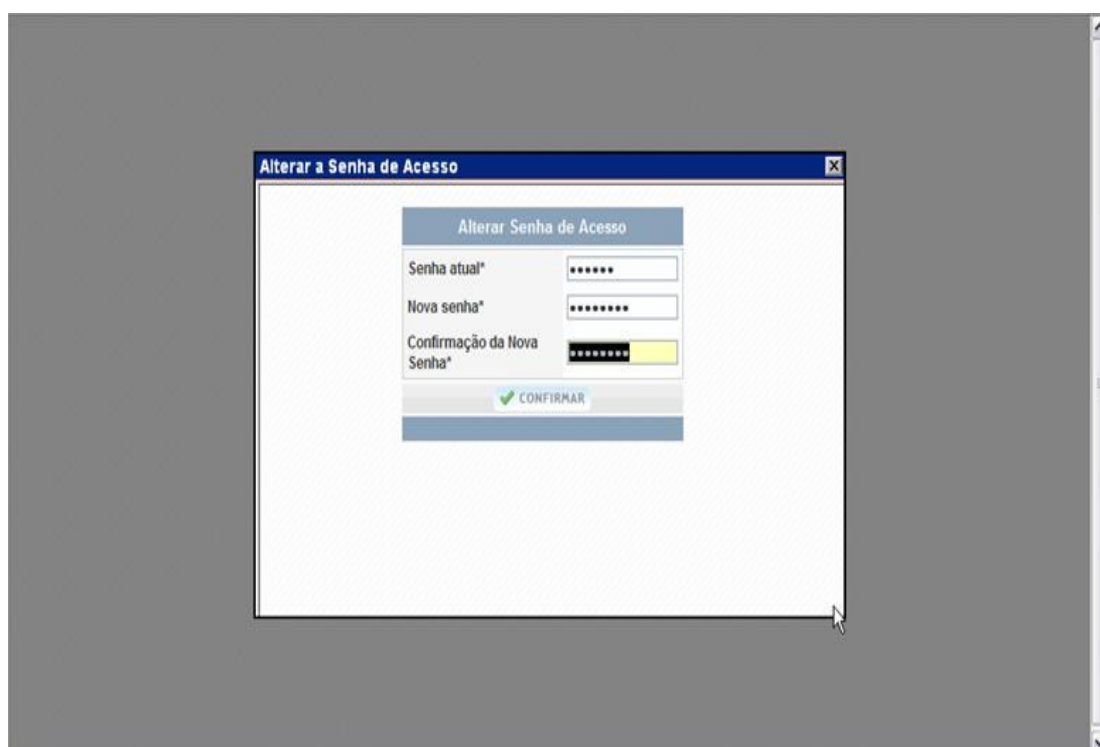 Alterar a Senha de Acesso
Alterar Senha de Acesso
Senha atual* ••••••
Nova senha* ••••••••
Confirmação da Nova
Senha* ••••••••
CONFIRMAR